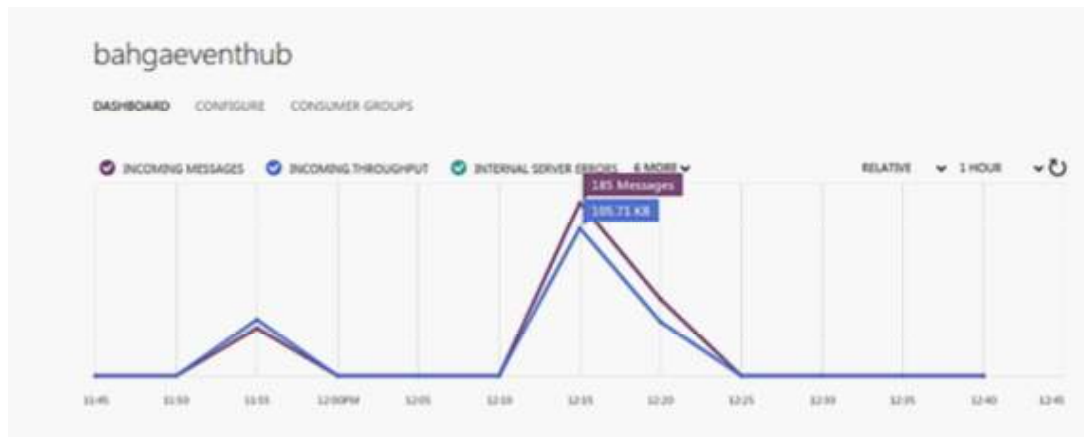 bahgaeventhub
DASHBOARD CONFIGURE CONSUMER GROUPS
INCOMING MESSAGES INCOMING THROUGHPUT INTERNAL SERVER ERRORS 6 MORE RELATIVE 1 HOUR
185 Messages
105.71 KB
11:45 11:50 11:55 12:00PM 12:05 12:10 12:15 12:20 12:25 12:30 12:35 12:40 12:45